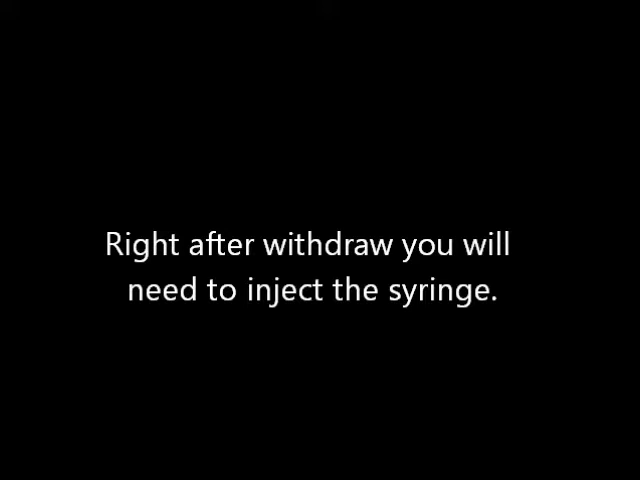 Right after withdraw you will
need to inject the syringe.